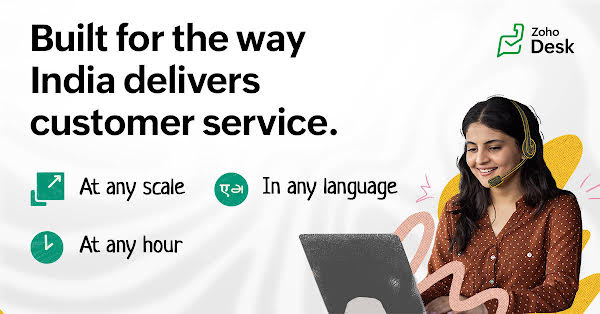 Built for the way
India delivers
customer service.
Zoho
Desk
At any scale
एஅ In any language
At any hour